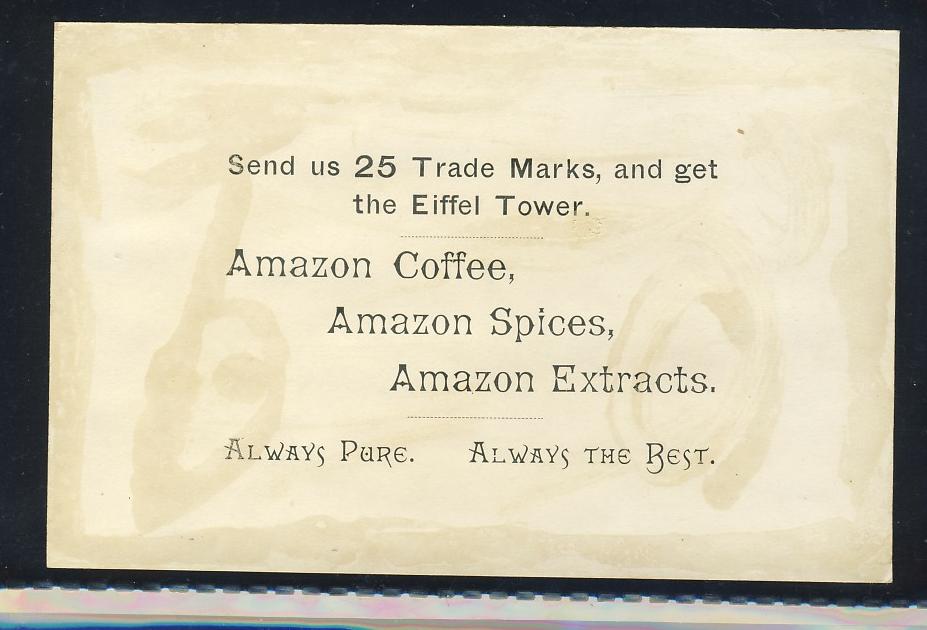 Send us 25 Trade Marks, and get
the Eiffel Tower.
Amazon Coffee,
Amazon Spices,
Amazon Extracts.
Always Pure. Always the Best.